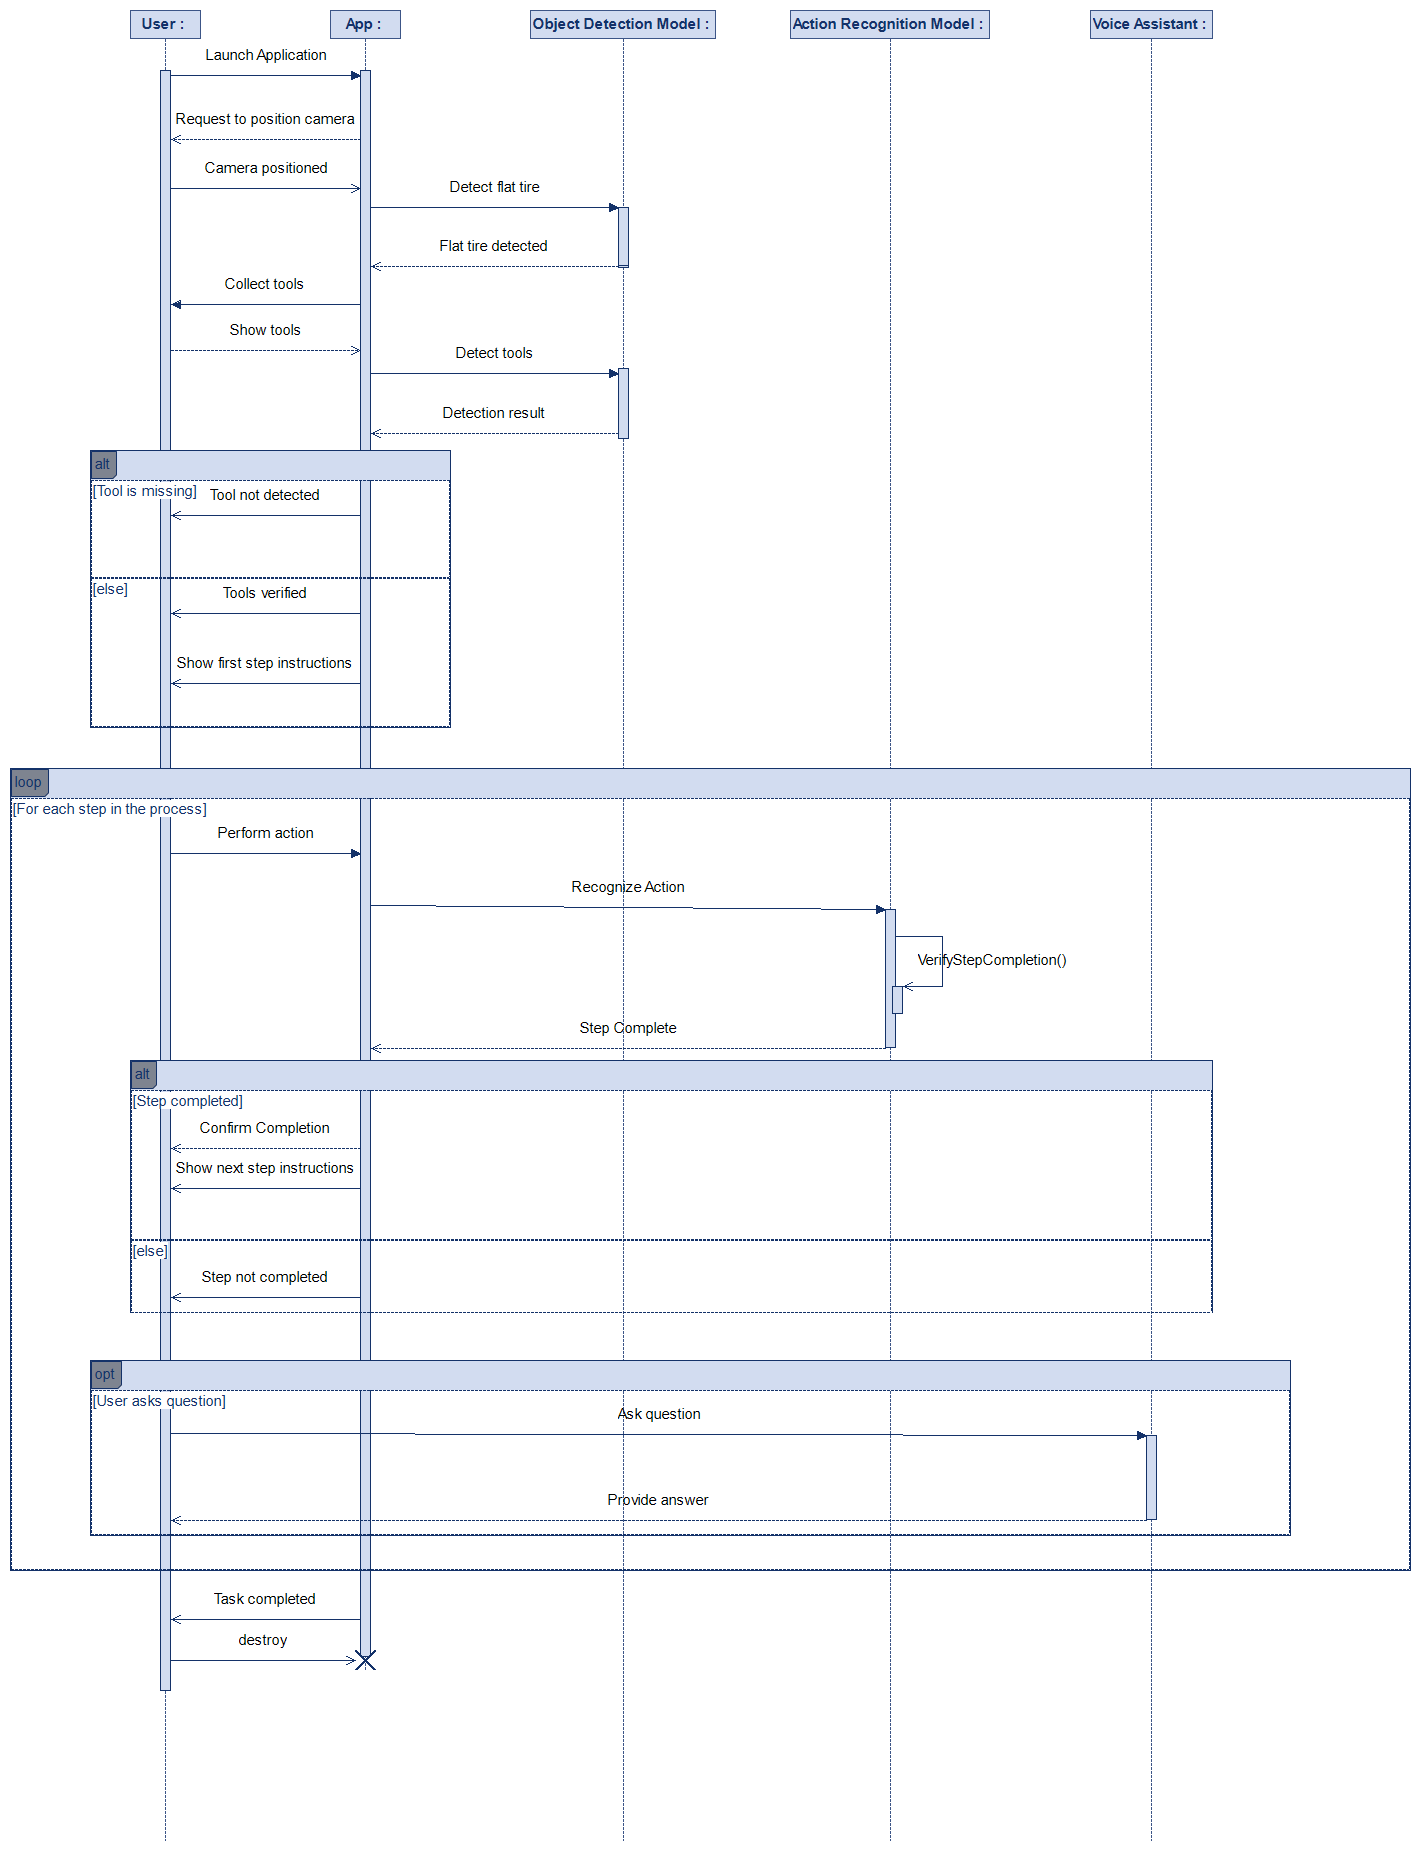 User :
App :
Object Detection Model :
Action Recognition Model :
Voice Assistant :
Launch Application
Request to position camera
Camera positioned
Detect flat tire
Flat tire detected
Collect tools
Show tools
Detect tools
Detection result
alt
[Tool is missing]
Tool not detected
[else]
Tools verified
Show first step instructions
loop
[For each step in the process]
Perform action
Recognize Action
VerifyStepCompletion()
Step Complete
alt
[Step completed]
Confirm Completion
Show next step instructions
[else]
Step not completed
opt
[User asks question]
Ask question
Provide answer
Task completed
destroy